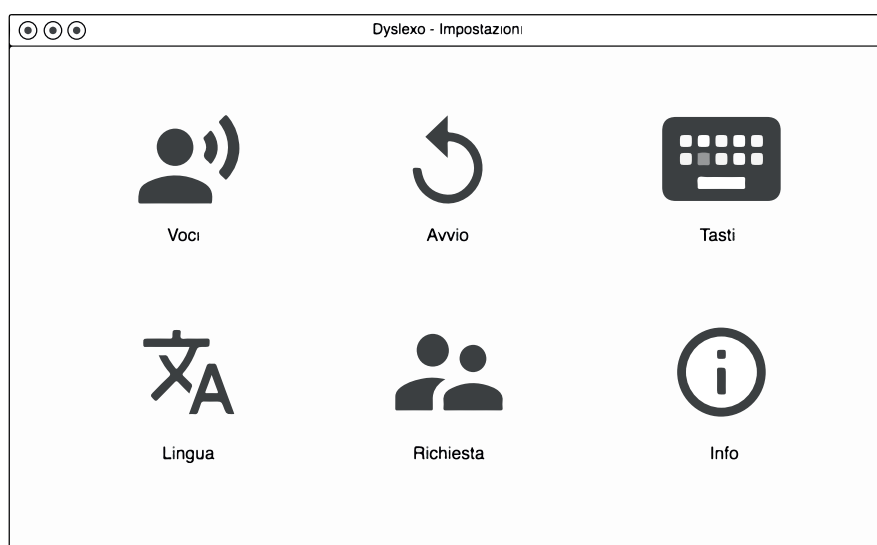 Dyslexo - Impostazioni
Voci
Avvio
Tasti
Lingua
Richiesta
Info